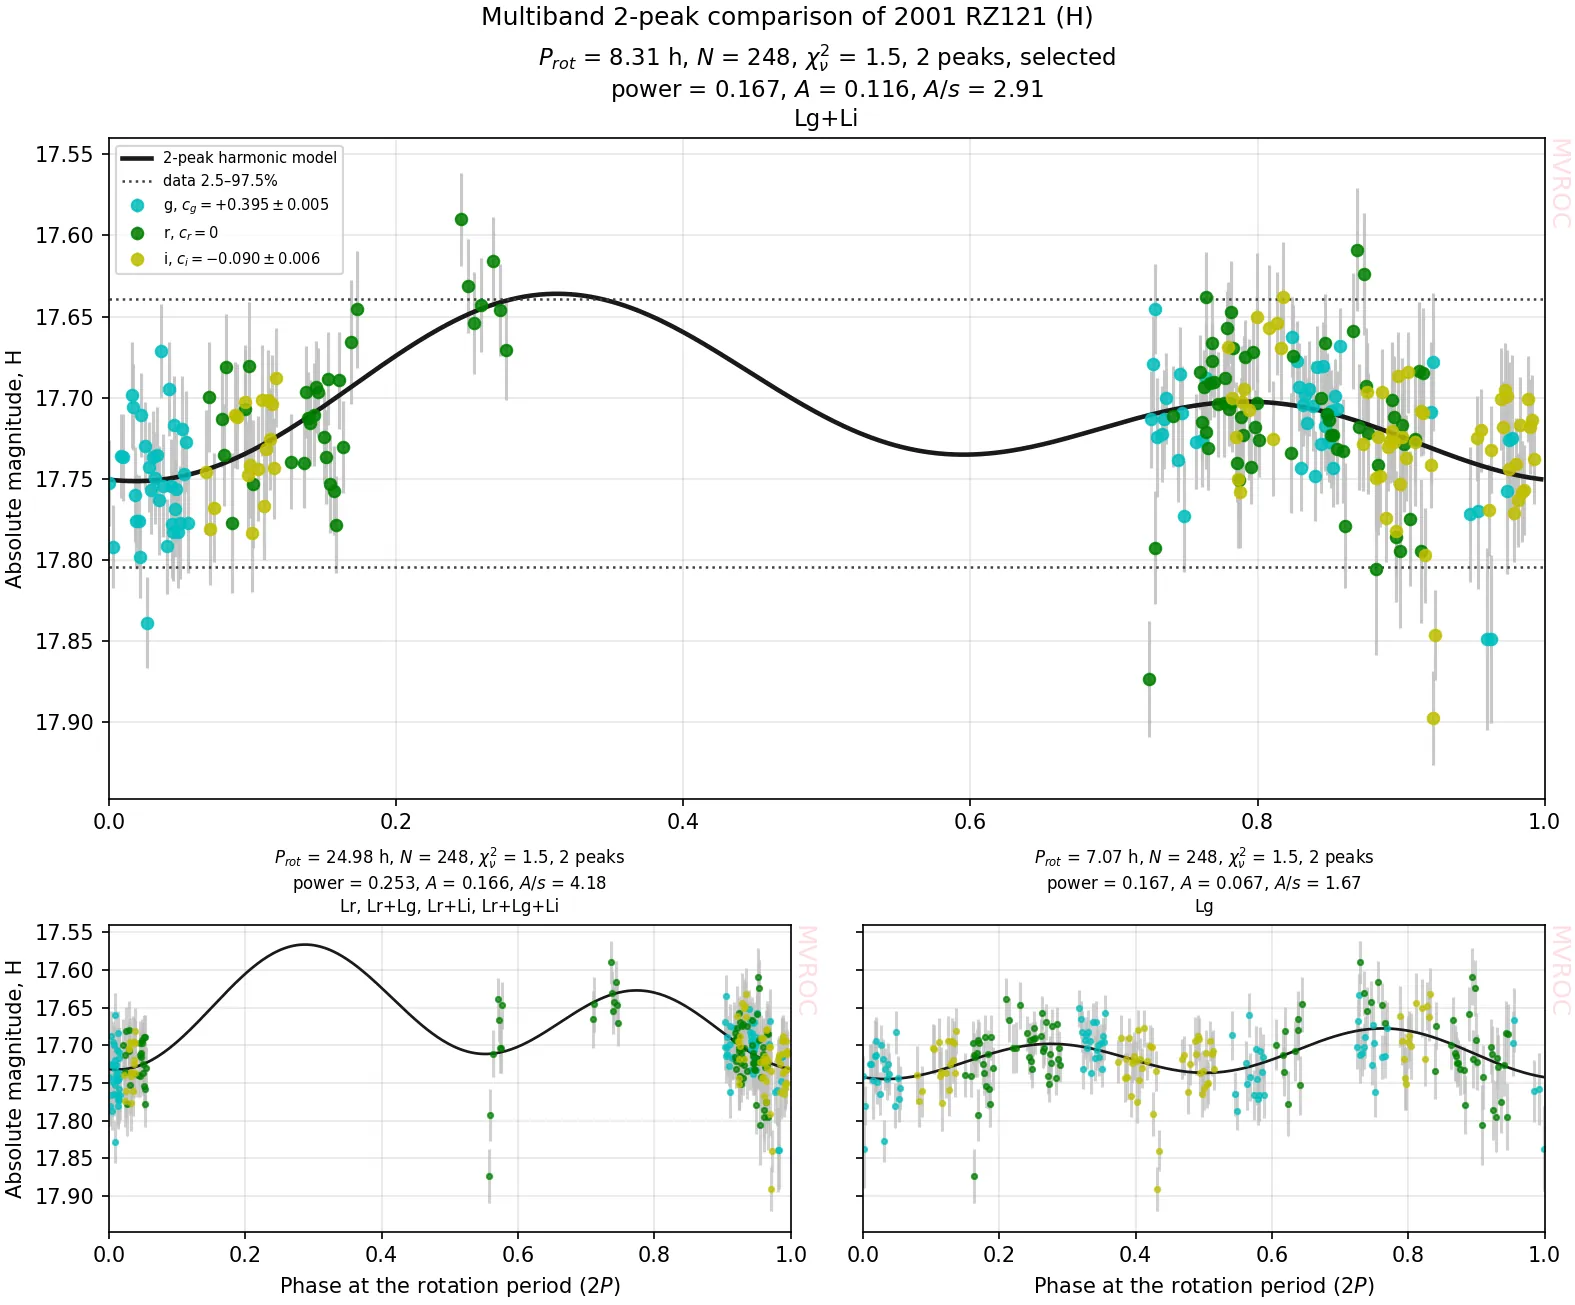 Multiband 2-peak comparison of 2001 RZ121 (H)
P_rot = 8.31 h, N = 248, χ²_ν = 1.5, 2 peaks, selected
power = 0.167, A = 0.116, A/s = 2.91
Lg+Li
2-peak harmonic model
data 2.5–97.5%
g, c_g = +0.395 ± 0.005
r, c_r = 0
i, c_i = −0.090 ± 0.006
17.55
17.60
17.65
17.70
17.75
17.80
17.85
17.90
Absolute magnitude, H
MVROC
0.0 0.2 0.4 0.6 0.8 1.0
P_rot = 24.98 h, N = 248, χ²_ν = 1.5, 2 peaks
power = 0.253, A = 0.166, A/s = 4.18
Lr, Lr+Lg, Lr+Li, Lr+Lg+Li
17.55
17.60
17.65
17.70
17.75
17.80
17.85
17.90
Absolute magnitude, H
MVROC
0.0 0.2 0.4 0.6 0.8 1.0
Phase at the rotation period (2P)
P_rot = 7.07 h, N = 248, χ²_ν = 1.5, 2 peaks
power = 0.167, A = 0.067, A/s = 1.67
Lg
MVROC
0.0 0.2 0.4 0.6 0.8 1.0
Phase at the rotation period (2P)